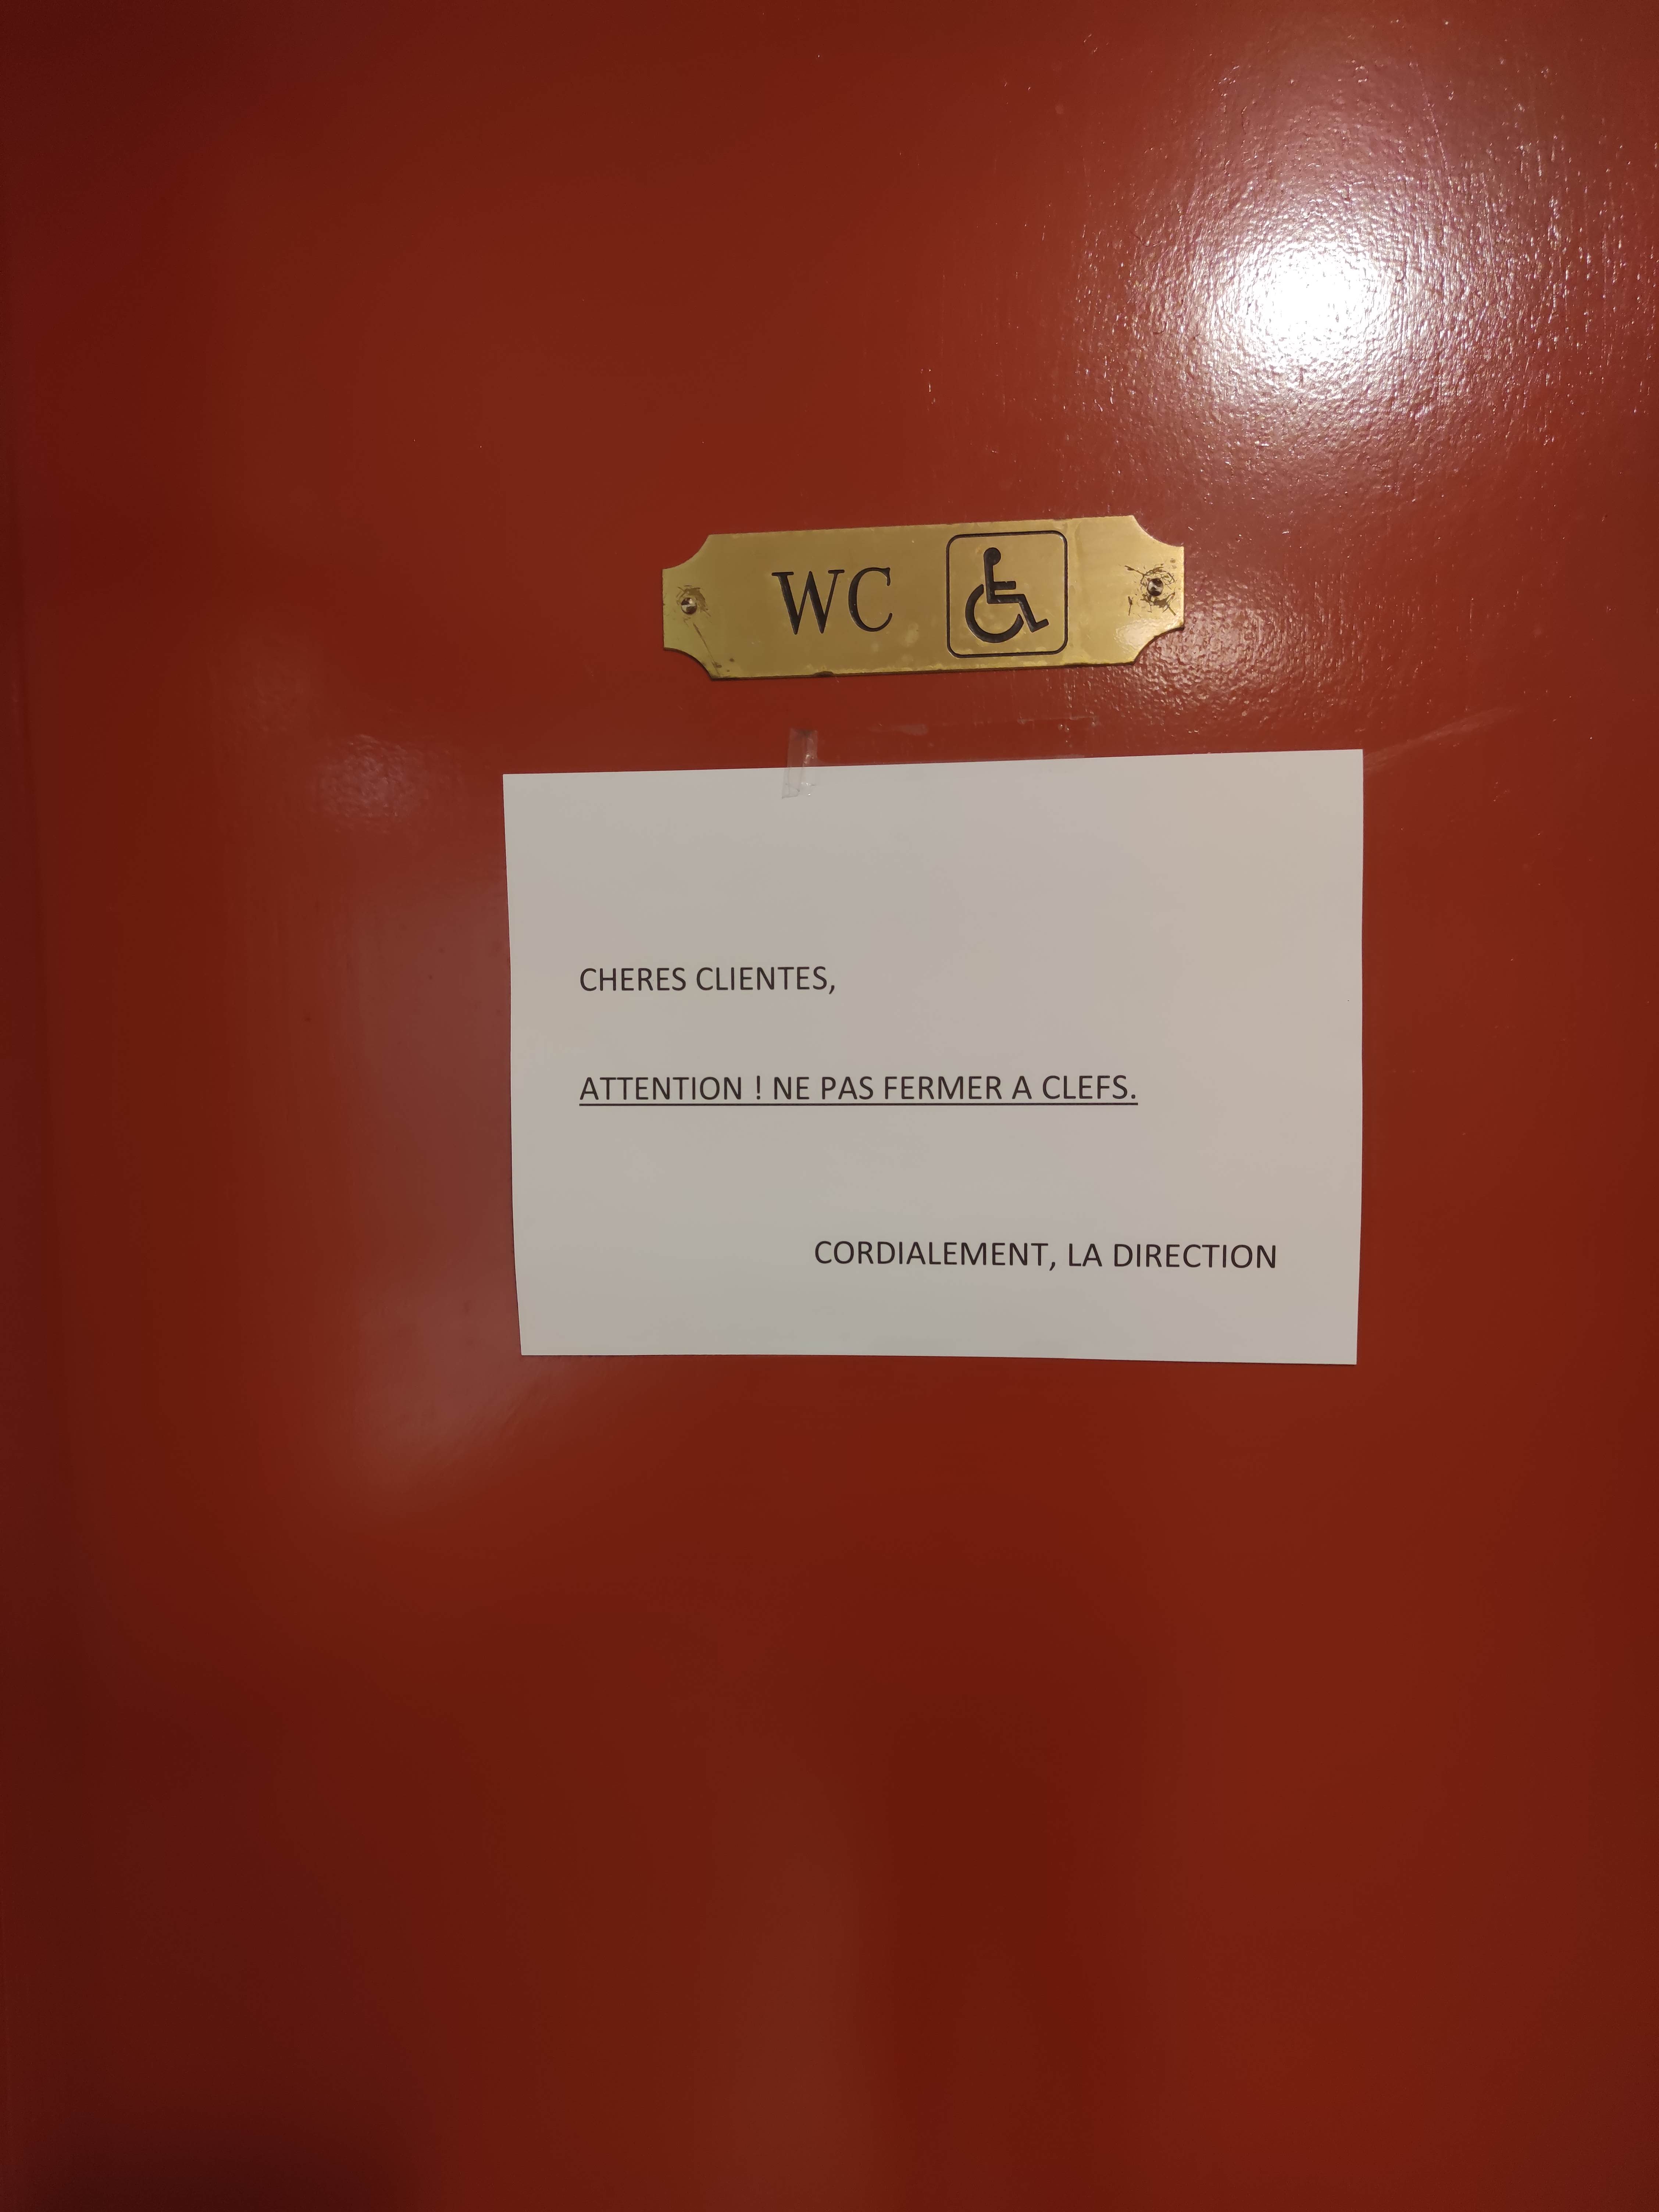 WC
CHERES CLIENTES,
ATTENTION ! NE PAS FERMER A CLEFS.
CORDIALEMENT, LA DIRECTION